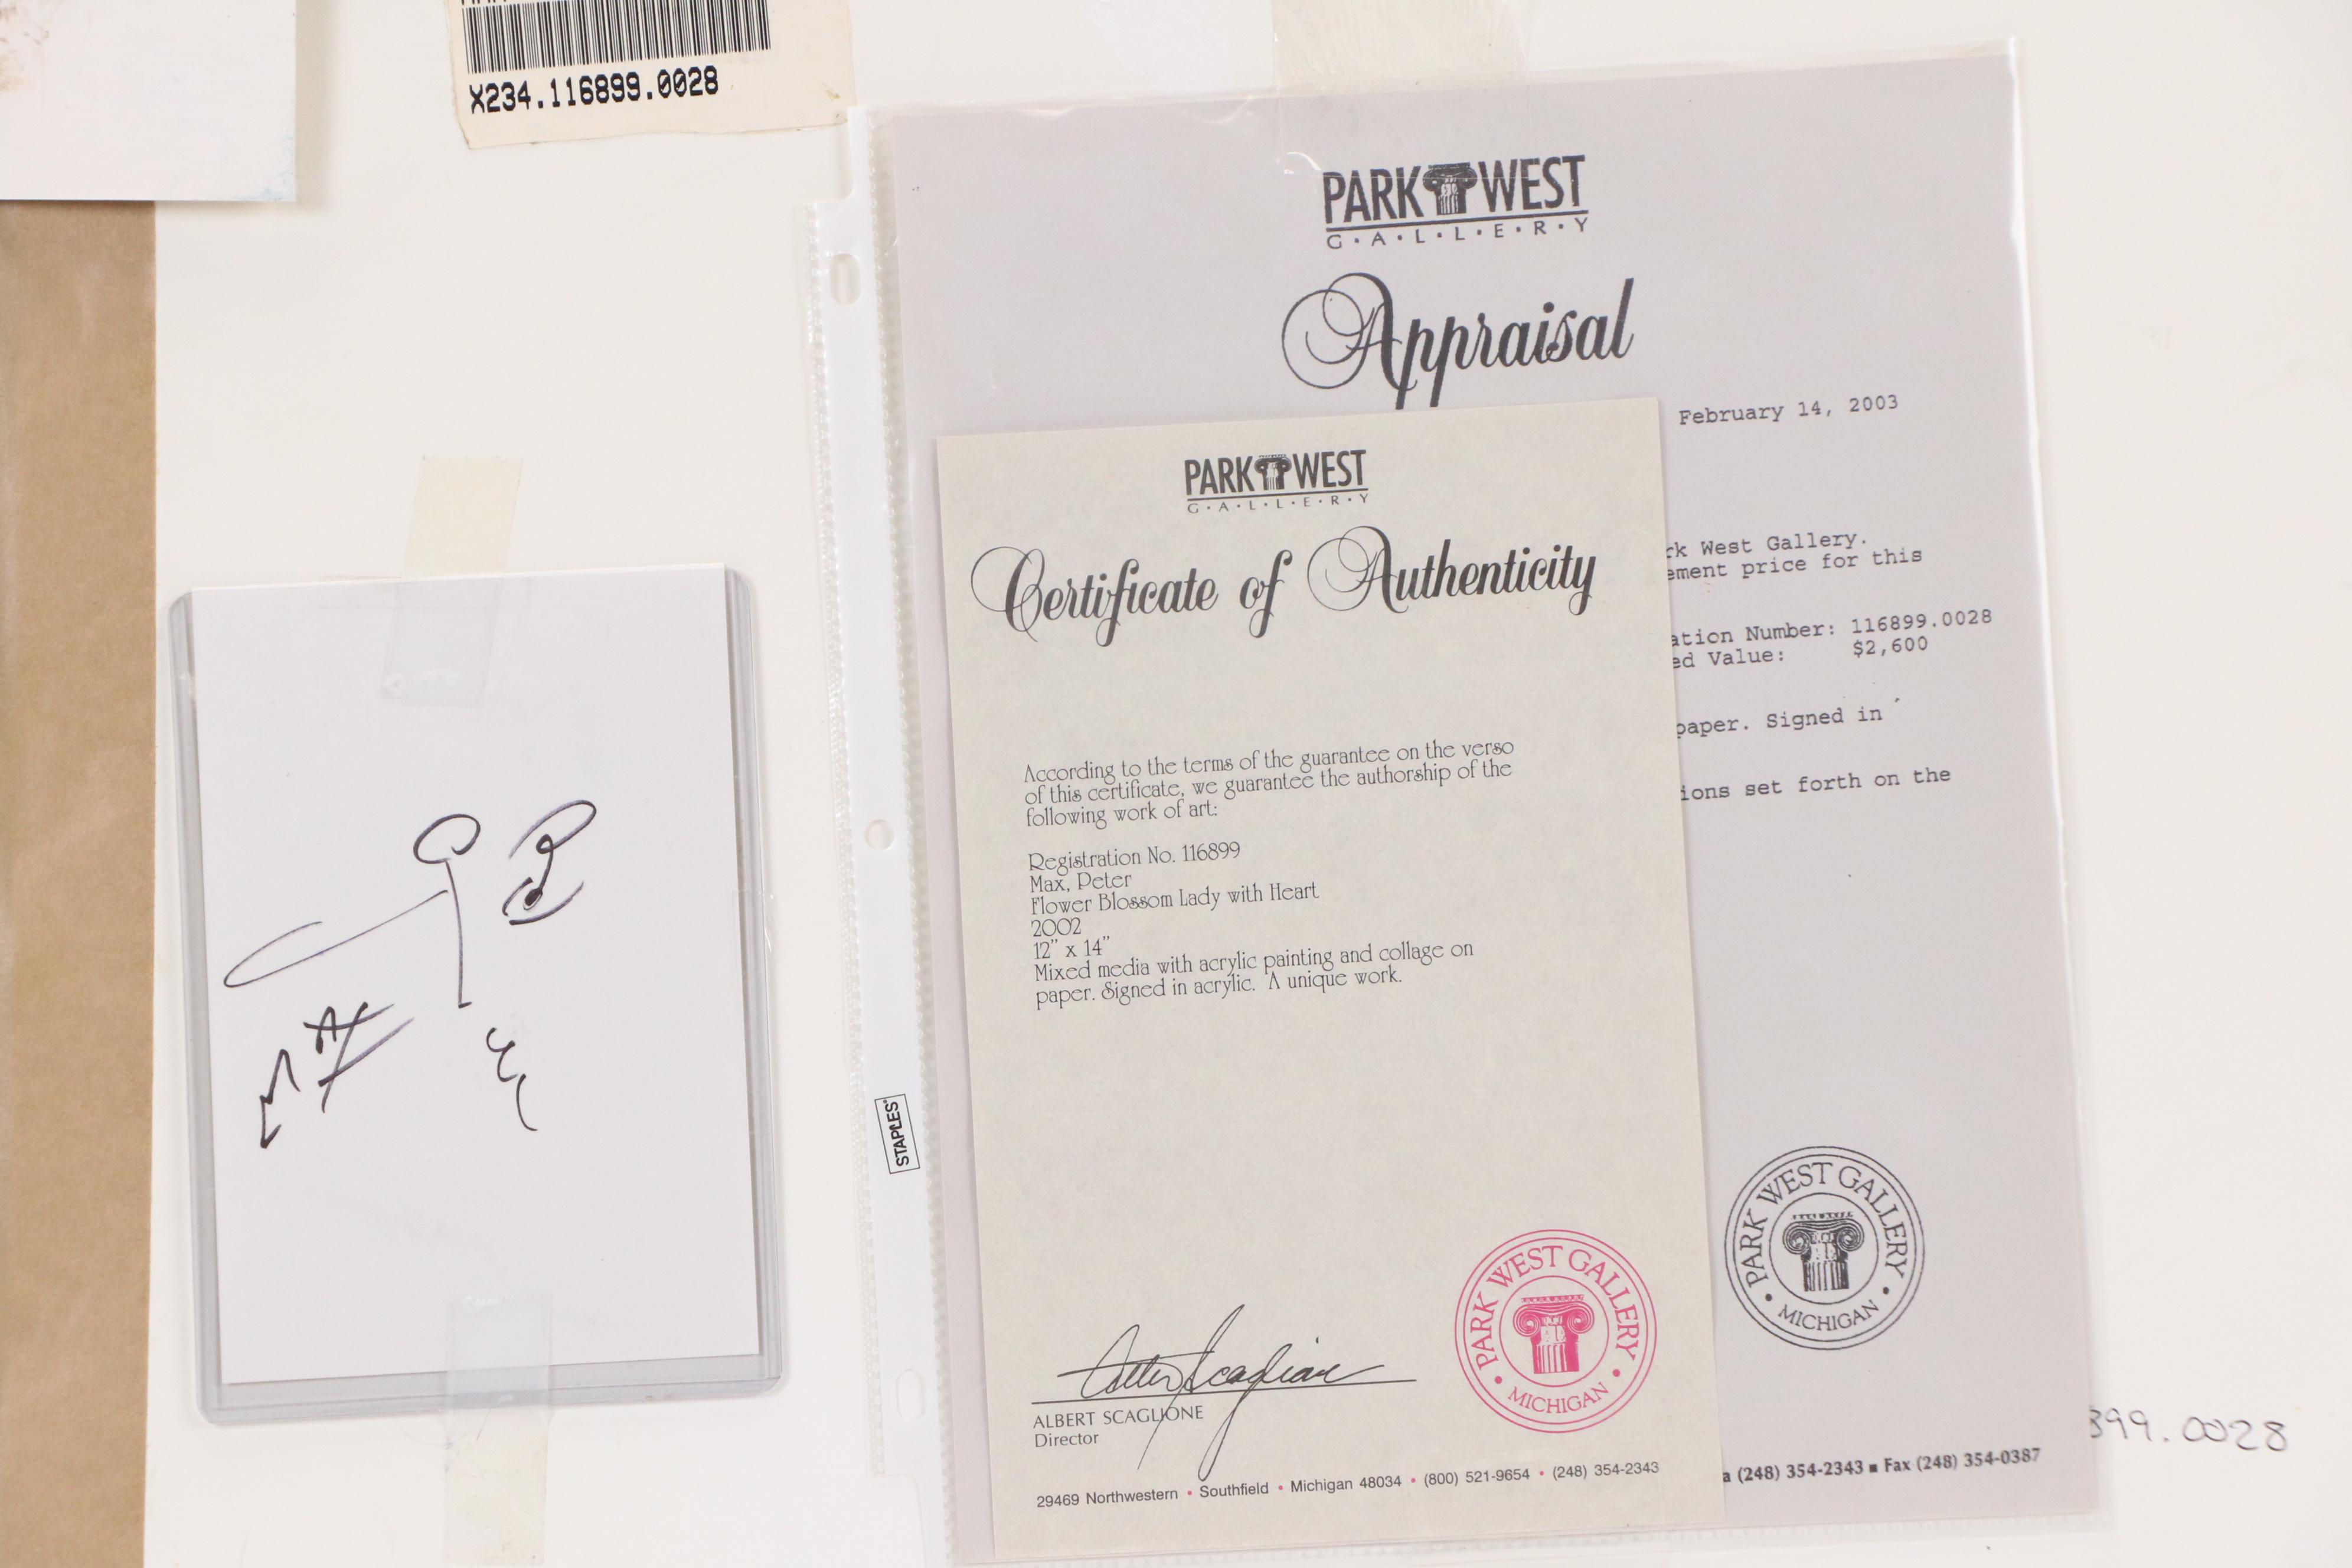 X234.116899.0028
PARK WEST
G·A·L·L·E·R·Y
Appraisal
February 14, 2003
rk West Gallery.
ement price for this
ation Number: 116899.0028
ed Value: $2,600
paper. Signed in
ions set forth on the
PARK WEST GALLERY
• MICHIGAN •
a (248) 354-2343 ■ Fax (248) 354-0387
PARK WEST
G·A·L·L·E·R·Y
Certificate of Authenticity
According to the terms of the guarantee on the verso
of this certificate, we guarantee the authorship of the
following work of art:
Registration No. 116899
Max, Peter
Flower Blossom Lady with Heart
2002
12" x 14"
Mixed media with acrylic painting and collage on
paper. Signed in acrylic. A unique work.
ALBERT SCAGLIONE
Director
PARK WEST GALLERY
• MICHIGAN •
29469 Northwestern • Southfield • Michigan 48034 • (800) 521-9654 • (248) 354-2343
STAPLES
899.0028